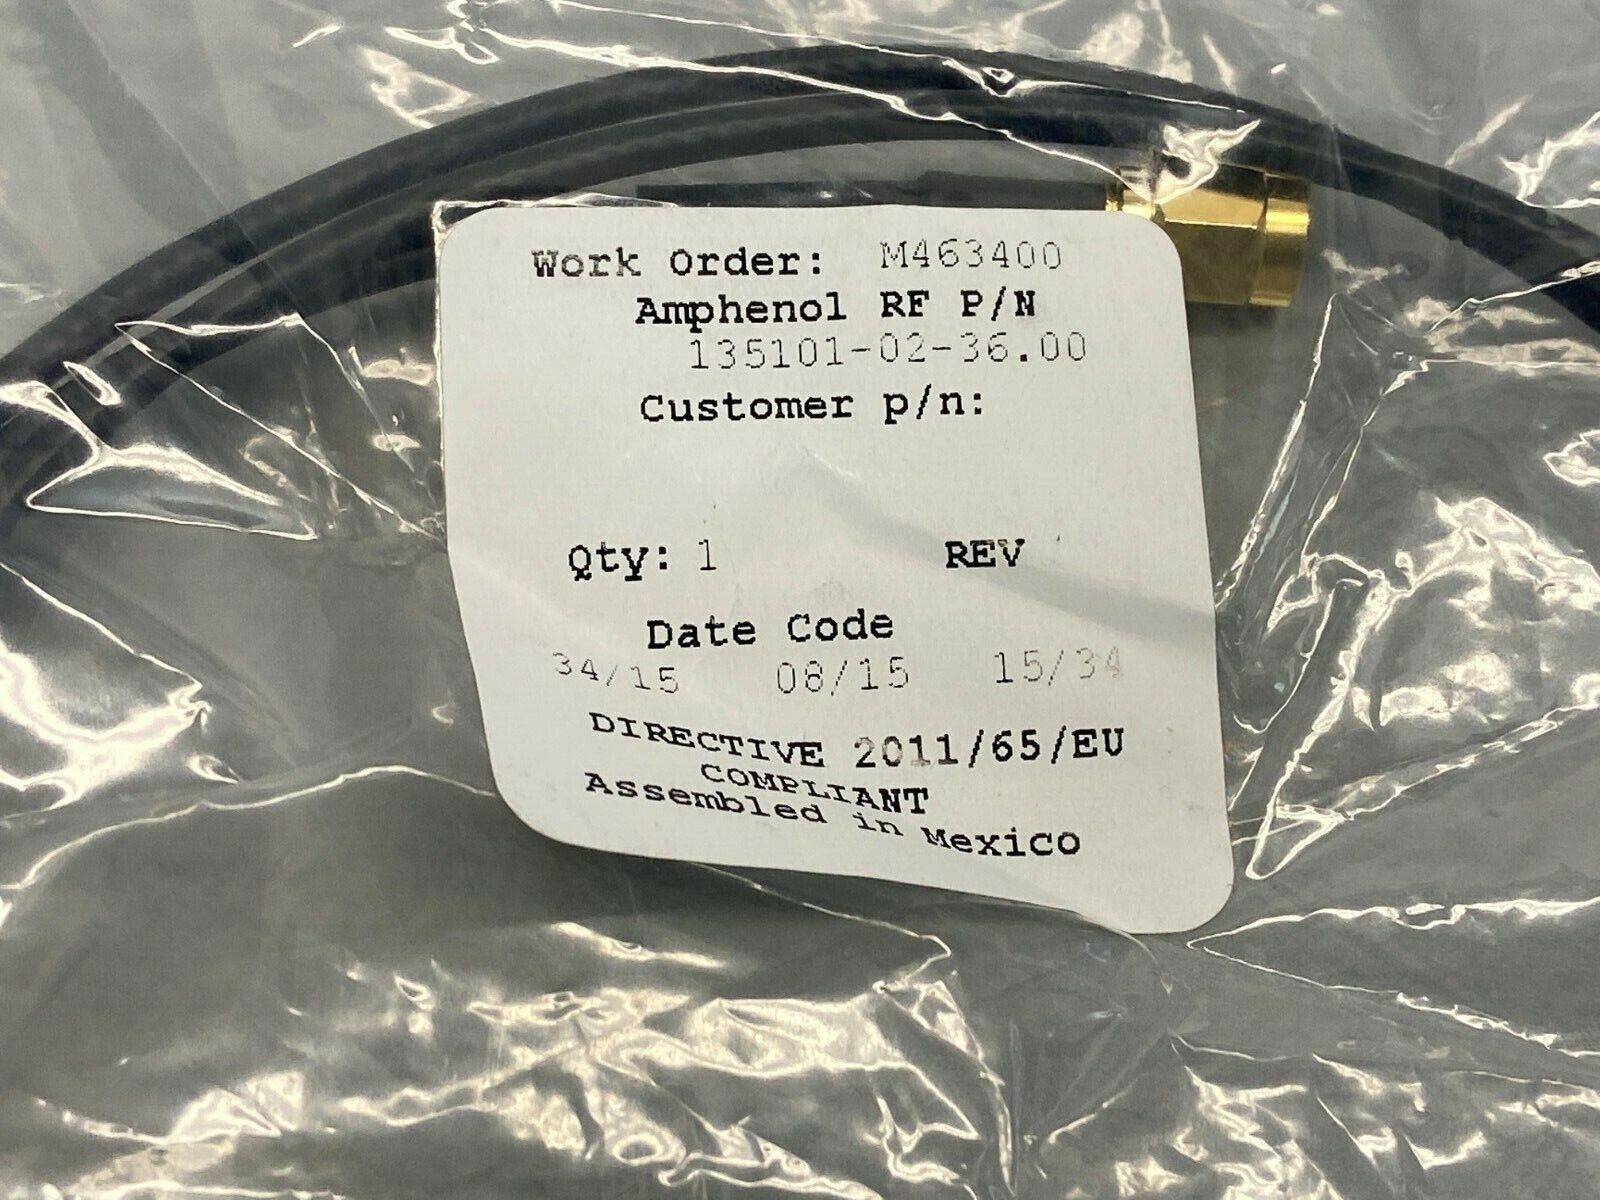 Work Order: M463400
Amphenol RF P/N
135101-02-36.00
Customer p/n:
Qty: 1 REV
Date Code
34/15 08/15 15/34
DIRECTIVE 2011/65/EU
COMPLIANT
Assembled in Mexico